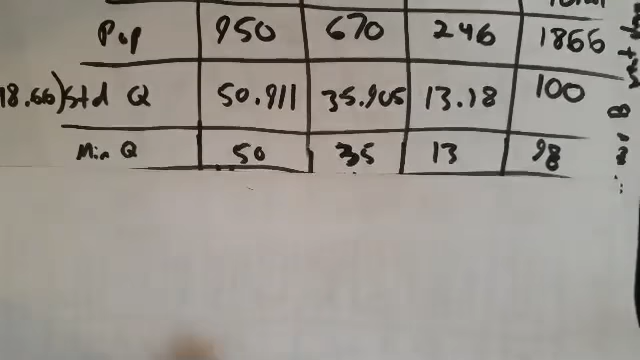 Total
Pop 950 670 246 1866
18.66) Std Q 50.911 35.905 13.18 100
Min Q 50 35 13 98